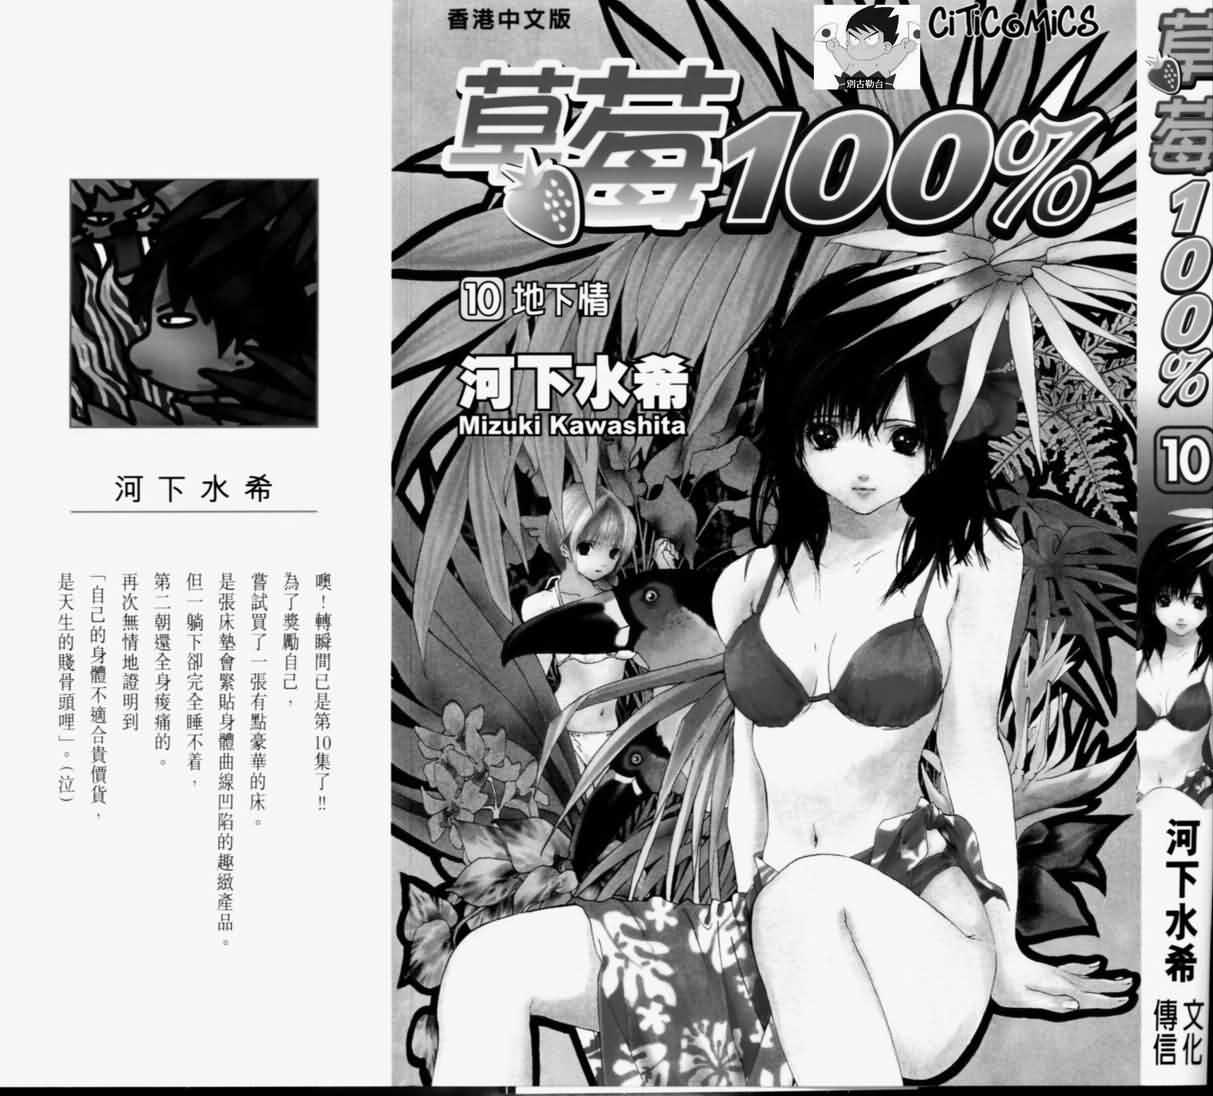 河下水希
噢！轉瞬間已是第10集了!!
為了獎勵自己，
嘗試買了一張有點豪華的床。
是張床墊會緊貼身體曲線凹陷的趣緻產品。
但一躺下卻完全睡不着，
第二朝還全身痠痛的。
再次無情地證明到
「自己的身體不適合貴價貨，
是天生的賤骨頭哩」。（泣）
香港中文版
~別古勒台~
CiTiCOMiCS
草莓100%
10 地下情
河下水希
Mizuki Kawashita
草莓100%
10
河下水希
文化傳信